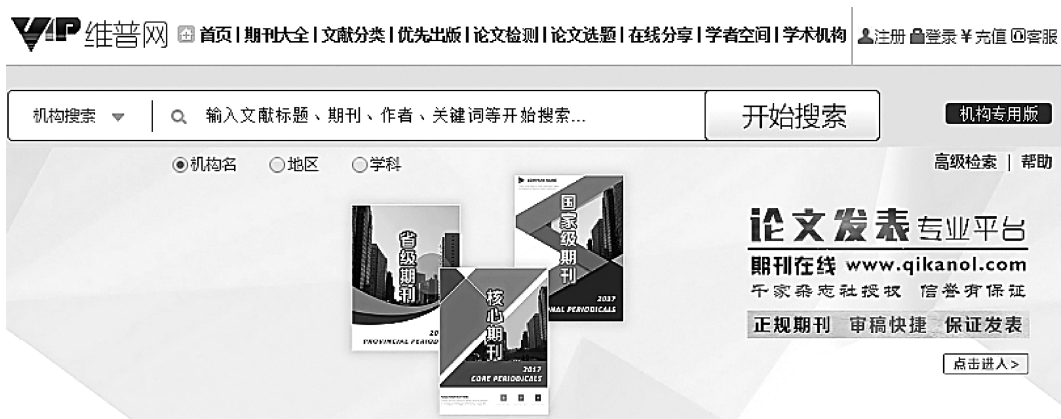 VIP 维普网 首页 | 期刊大全 | 文献分类 | 优先出版 | 论文检测 | 论文选题 | 在线分享 | 学者空间 | 学术机构 注册 登录 ¥ 充值 客服
机构搜索 输入文献标题、期刊、作者、关键词等开始搜索... 开始搜索 机构专用版
机构名 地区 学科 高级检索 | 帮助
省级期刊
PROVINCIAL PERIOD
国家级期刊
2017
NAL PERIODICALS
核心期刊
2017
CORE PERIODICALS
论文发表专业平台
期刊在线 www.qikanol.com
千家杂志社授权 信誉有保证
正规期刊 审稿快捷 保证发表
点击进入>